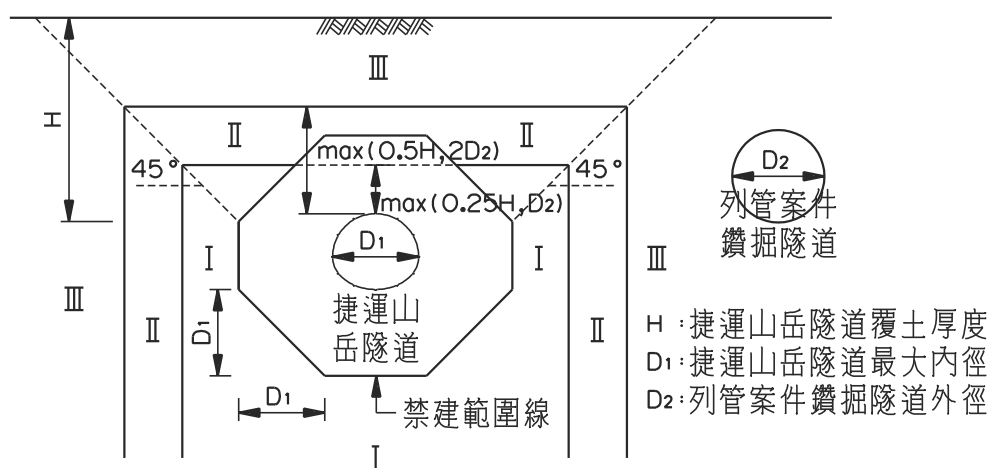 Ⅲ
H
Ⅱ
Ⅱ
max(0.5H,2D2)
45°
45°
max(0.25H,D2)
D2
列管案件
鑽掘隧道
D1
Ⅰ
Ⅰ
Ⅲ
Ⅲ
捷運山
岳隧道
D1
Ⅱ
Ⅱ
H:捷運山岳隧道覆土厚度
D1:捷運山岳隧道最大內徑
D2:列管案件鑽掘隧道外徑
D1
禁建範圍線
Ⅰ